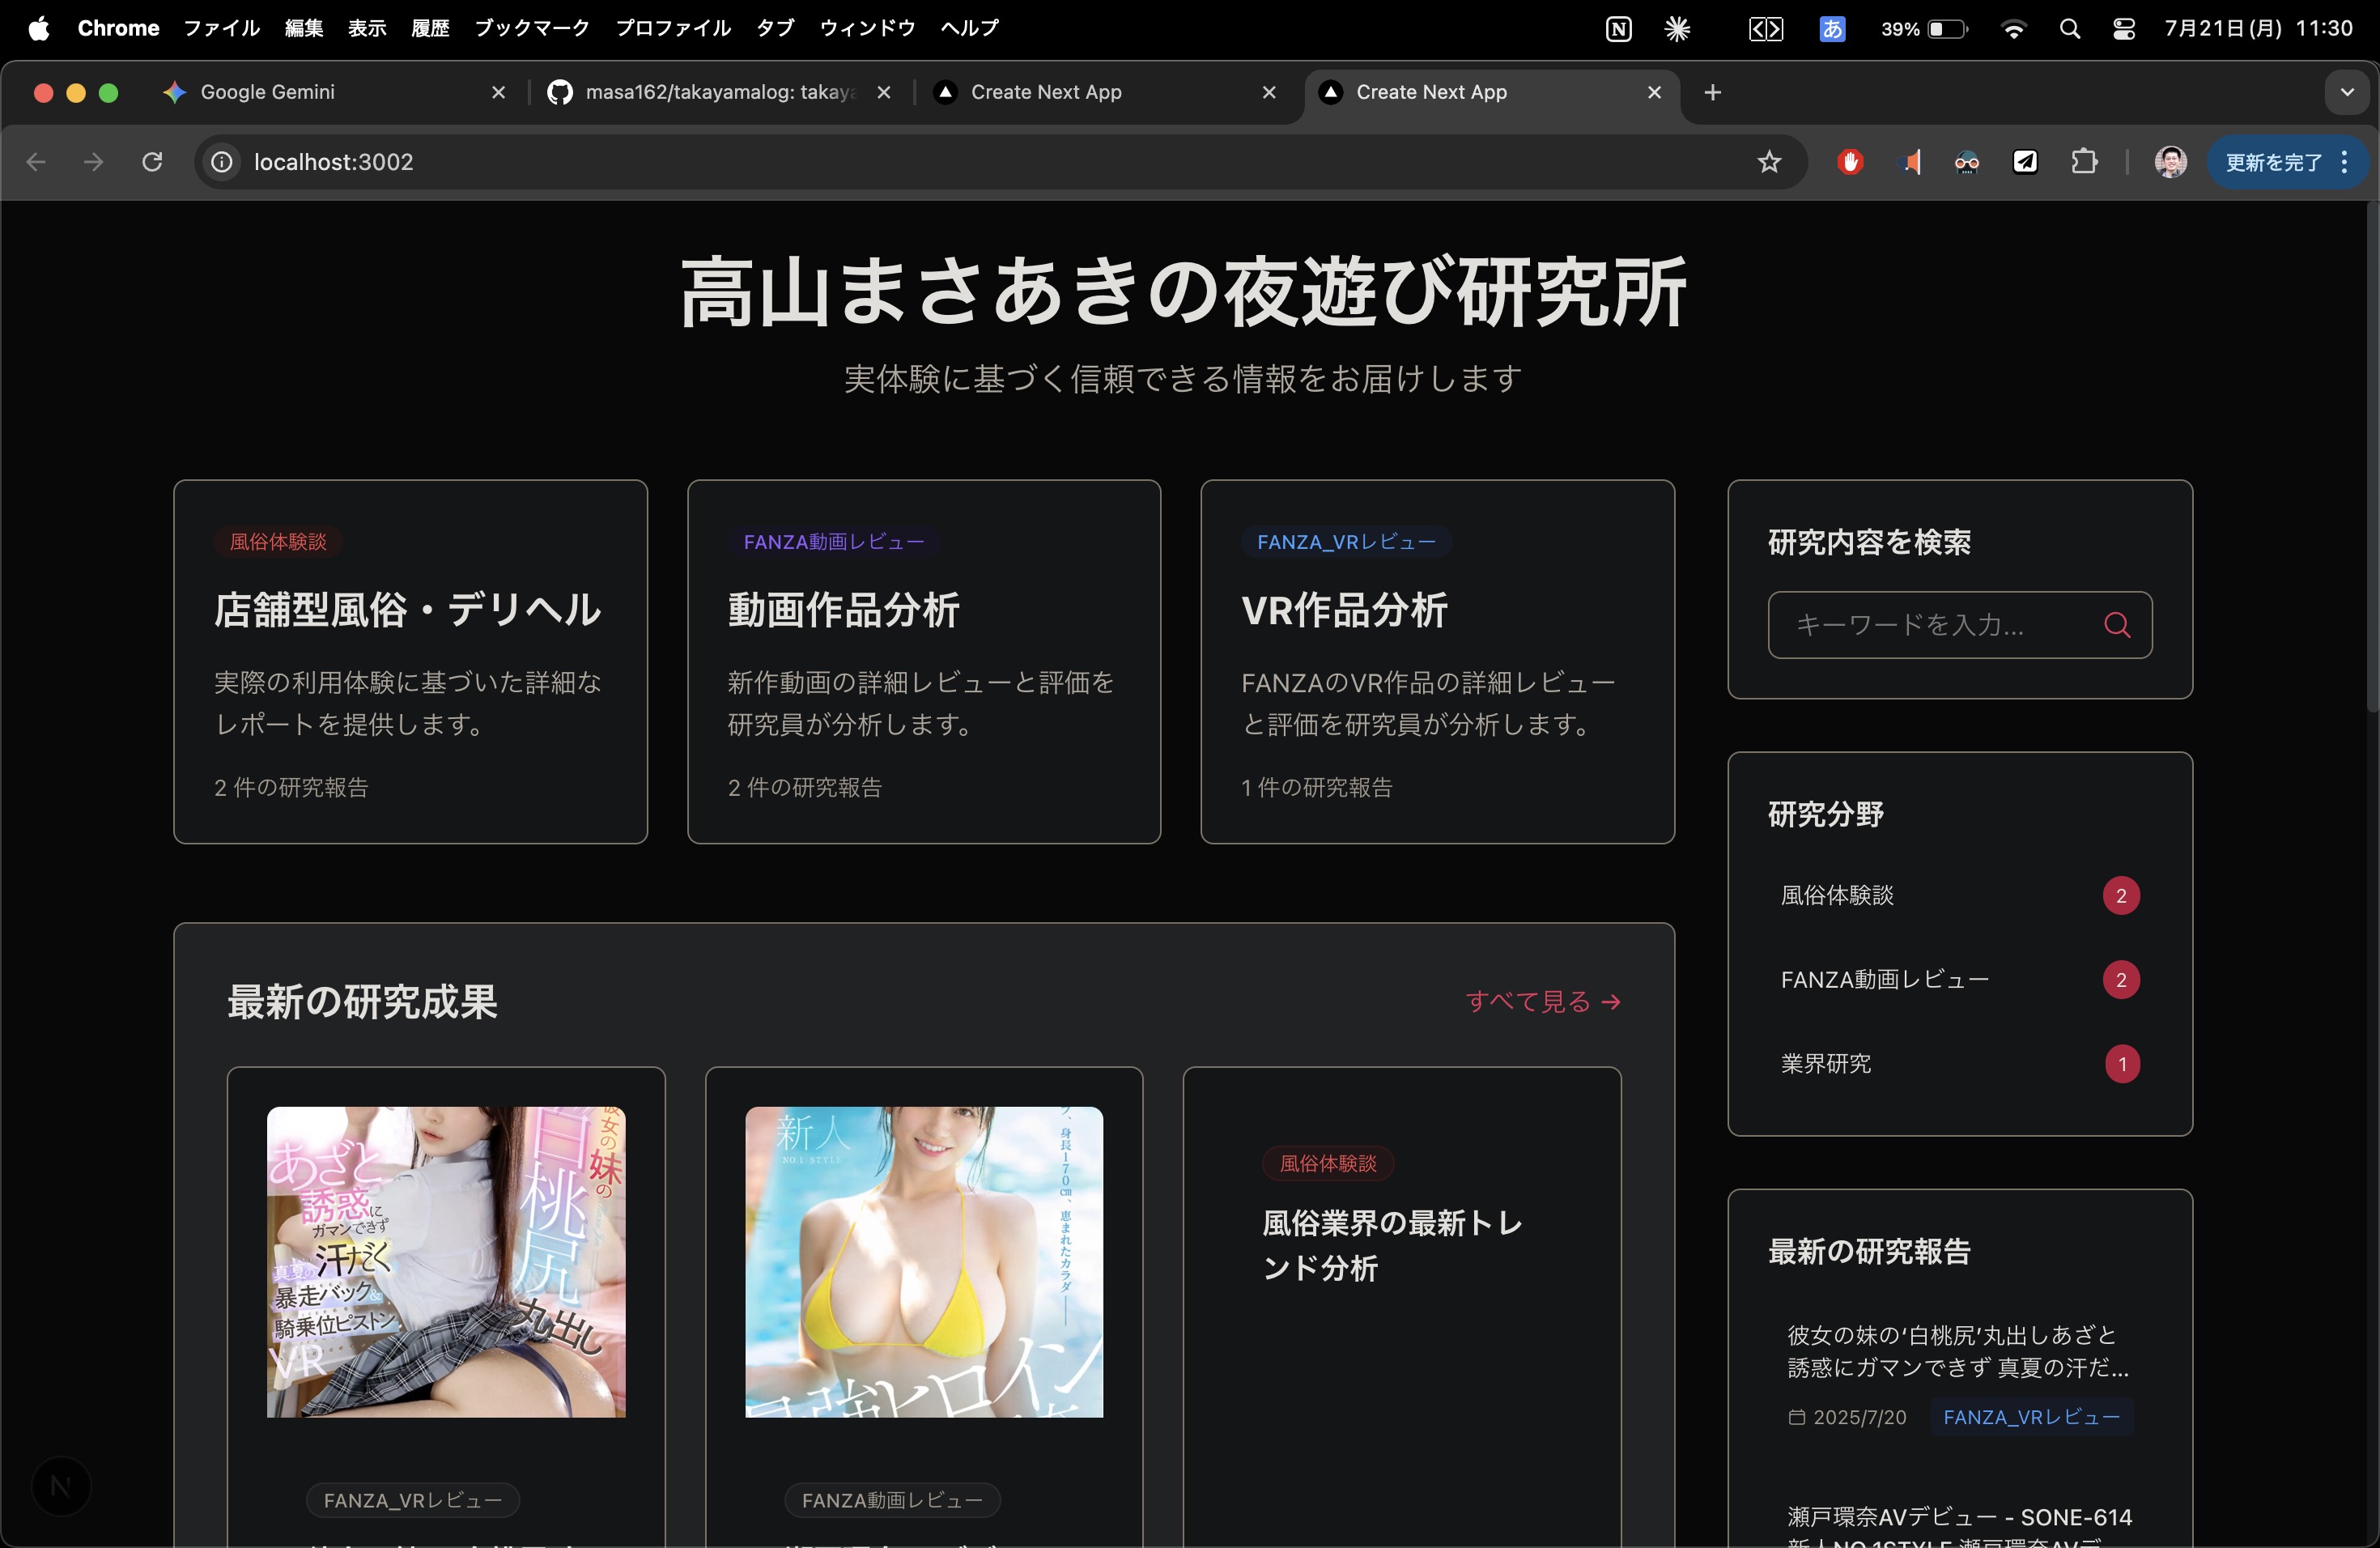 Chrome ファイル 編集 表示 履歴 ブックマーク プロファイル タブ ウィンドウ ヘルプ
あ 39% 7月21日(月) 11:30
Google Gemini
masa162/takayamalog: takaya
Create Next App
Create Next App
localhost:3002
更新を完了
高山まさあきの夜遊び研究所
実体験に基づく信頼できる情報をお届けします
風俗体験談
店舗型風俗・デリヘル
実際の利用体験に基づいた詳細な
レポートを提供します。
2 件の研究報告
FANZA動画レビュー
動画作品分析
新作動画の詳細レビューと評価を
研究員が分析します。
2 件の研究報告
FANZA_VRレビュー
VR作品分析
FANZAのVR作品の詳細レビュー
と評価を研究員が分析します。
1 件の研究報告
研究内容を検索
キーワードを入力...
研究分野
風俗体験談 2
FANZA動画レビュー 2
業界研究 1
最新の研究成果
すべて見る →
彼女の妹の
白桃尻
丸出し
あざと
誘惑に
ガマンできず
真夏の
汗だく
暴走バック&
騎乗位ピストン
VR
FANZA_VRレビュー
新人
NO.1 STYLE
身長170cm、恵まれたカラダ――
最強ヒロイン
FANZA動画レビュー
風俗体験談
風俗業界の最新トレ
ンド分析
最新の研究報告
彼女の妹の‘白桃尻’丸出しあざと
誘惑にガマンできず 真夏の汗だ...
2025/7/20 FANZA_VRレビュー
瀬戸環奈AVデビュー - SONE-614
新人NO.1STYLE 瀬戸環奈AVデ
N